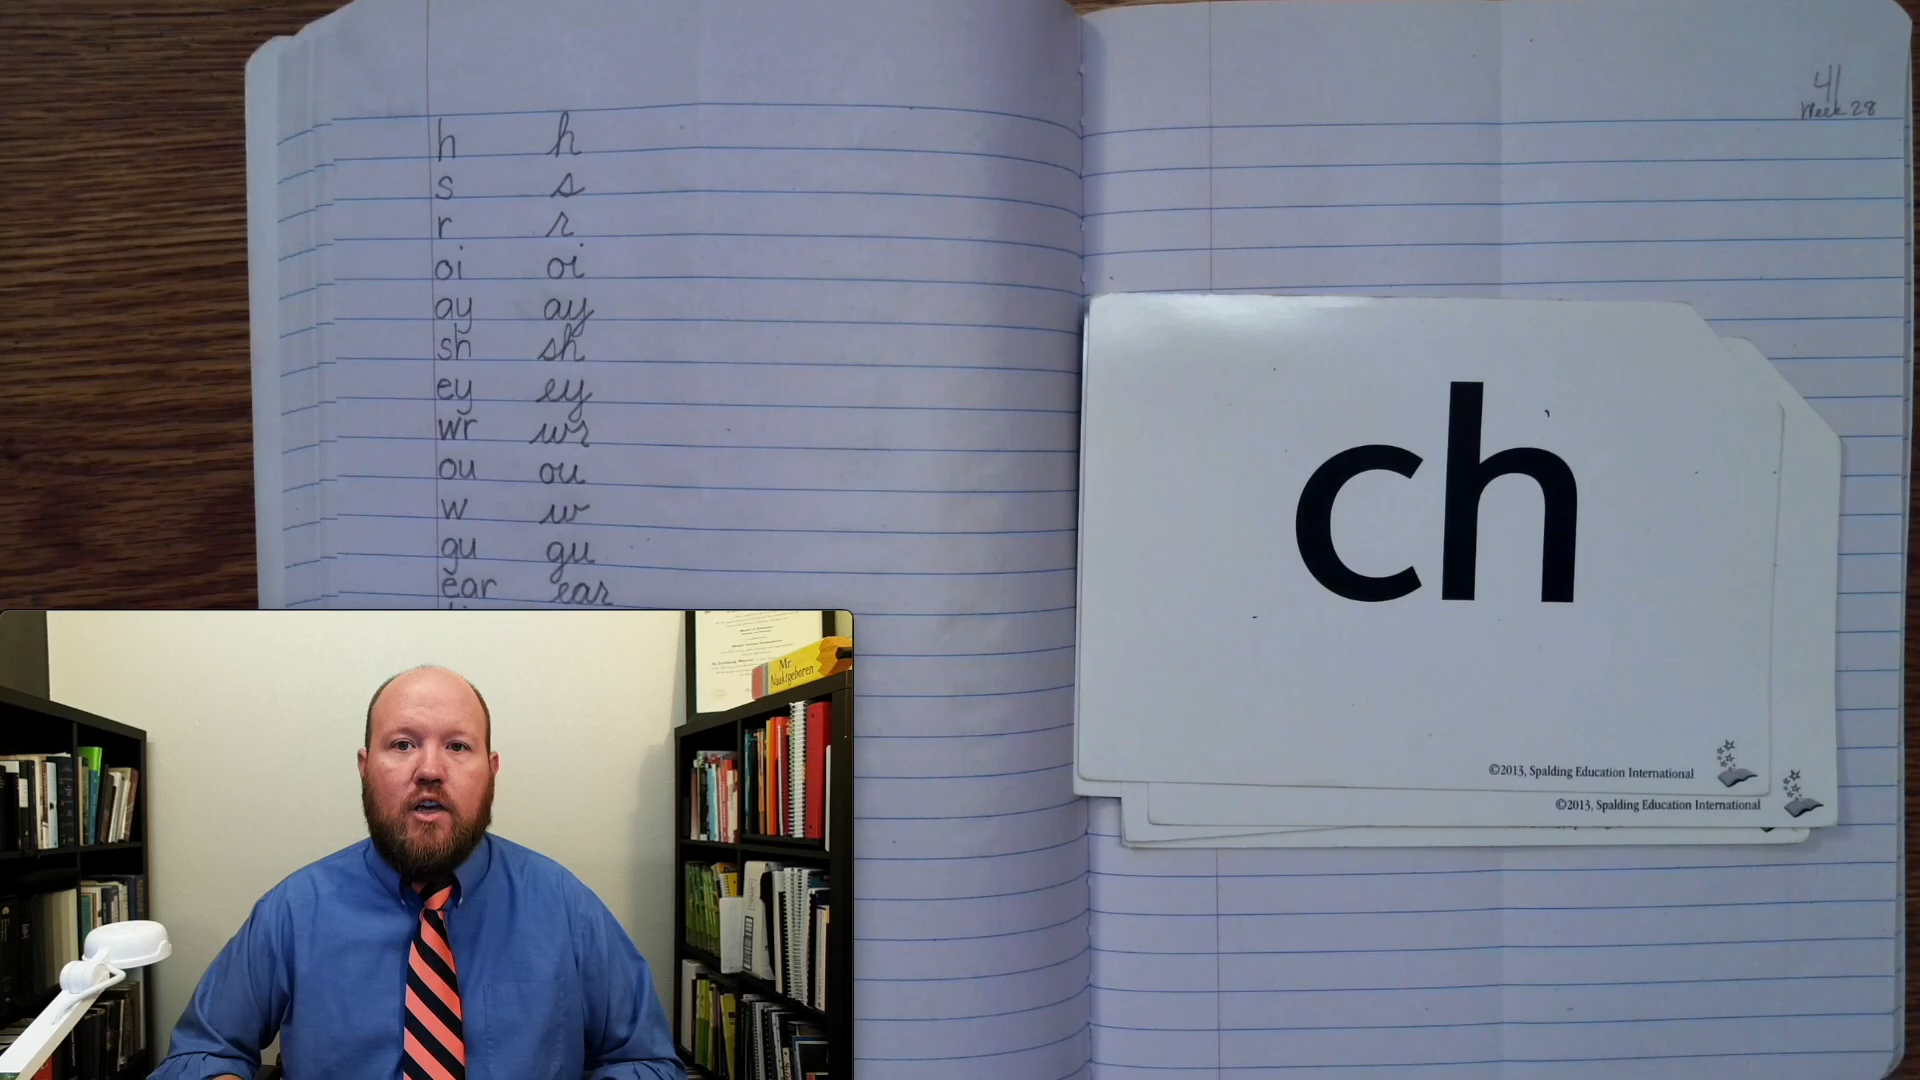 h h
s s
r r
oi oi
ay ay
sh sh
ey ey
wr wr
ou ou
w w
gu gu
ear ear
41
Week 28
ch
©2013, Spalding Education International
©2013, Spalding Education International
Mr.
Naaktgeboren